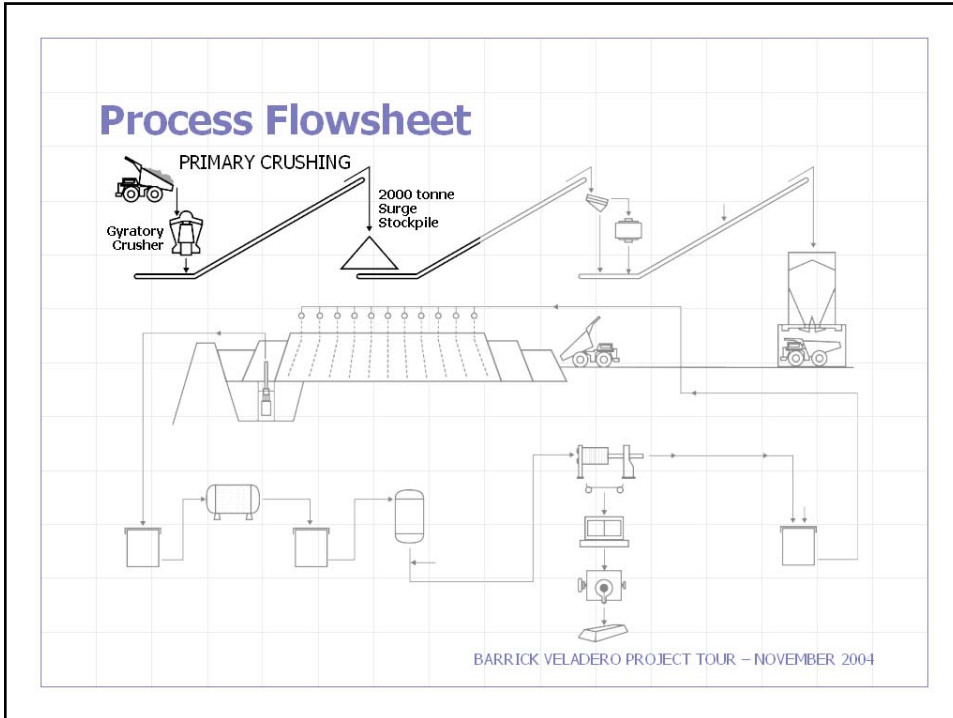 Process Flowsheet
PRIMARY CRUSHING
Gyratory
Crusher
2000 tonne
Surge
Stockpile
BARRICK VELADERO PROJECT TOUR – NOVEMBER 2004